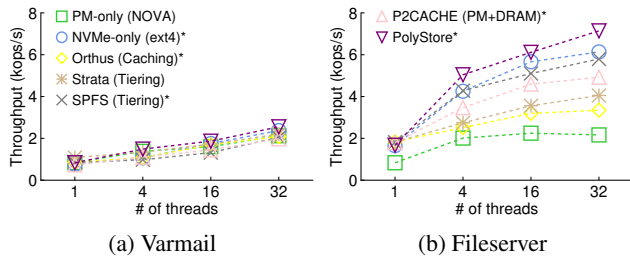 8
6
4
2
0
Throughput (kops/s)
PM-only (NOVA)
NVMe-only (ext4)*
Orthus (Caching)*
Strata (Tiering)
SPFS (Tiering)*
1 4 16 32
# of threads
(a) Varmail
8
6
4
2
0
Throughput (kops/s)
P2CACHE (PM+DRAM)*
PolyStore*
1 4 16 32
# of threads
(b) Fileserver